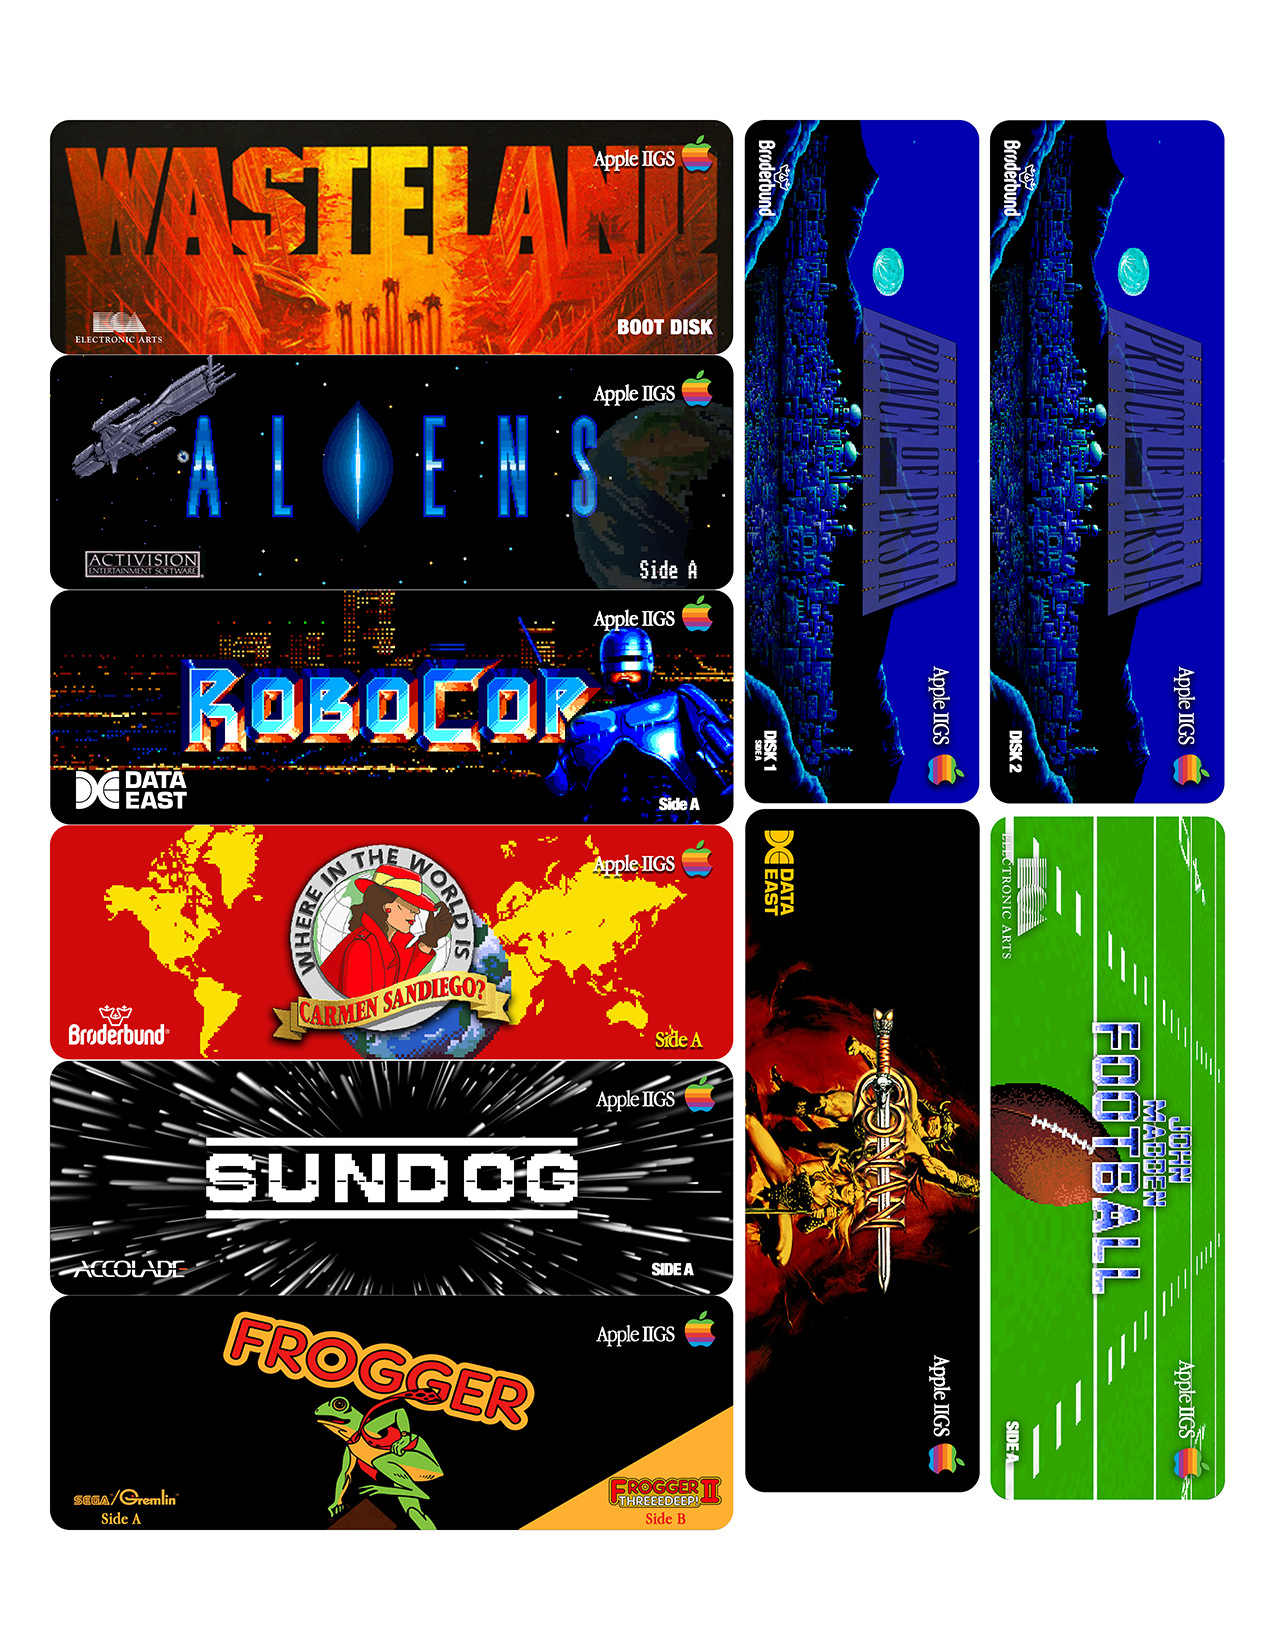 WASTELAND
Apple IIGS
ELECTRONIC ARTS
BOOT DISK
Apple IIGS
ALIENS
ACTIVISION
ENTERTAINMENT SOFTWARE
Side A
Apple IIGS
ROBOCOP
DATA
EAST
Side A
Apple IIGS
WHERE IN THE WORLD IS
CARMEN SANDIEGO?
Brøderbund®
Side A
Apple IIGS
SUNDOG
ACCOLADE
SIDE A
Apple IIGS
FROGGER
SEGA/Gremlin
Side A
FROGGER II
THREEEDEEP!
Side B
Brøderbund
PRINCE OF PERSIA
Apple IIGS
DISK 1
SIDE A
Brøderbund
PRINCE OF PERSIA
Apple IIGS
DISK 2
DATA
EAST
CONAN
Apple IIGS
ELECTRONIC ARTS
JOHN
MADDEN
FOOTBALL
Apple IIGS
SIDE A